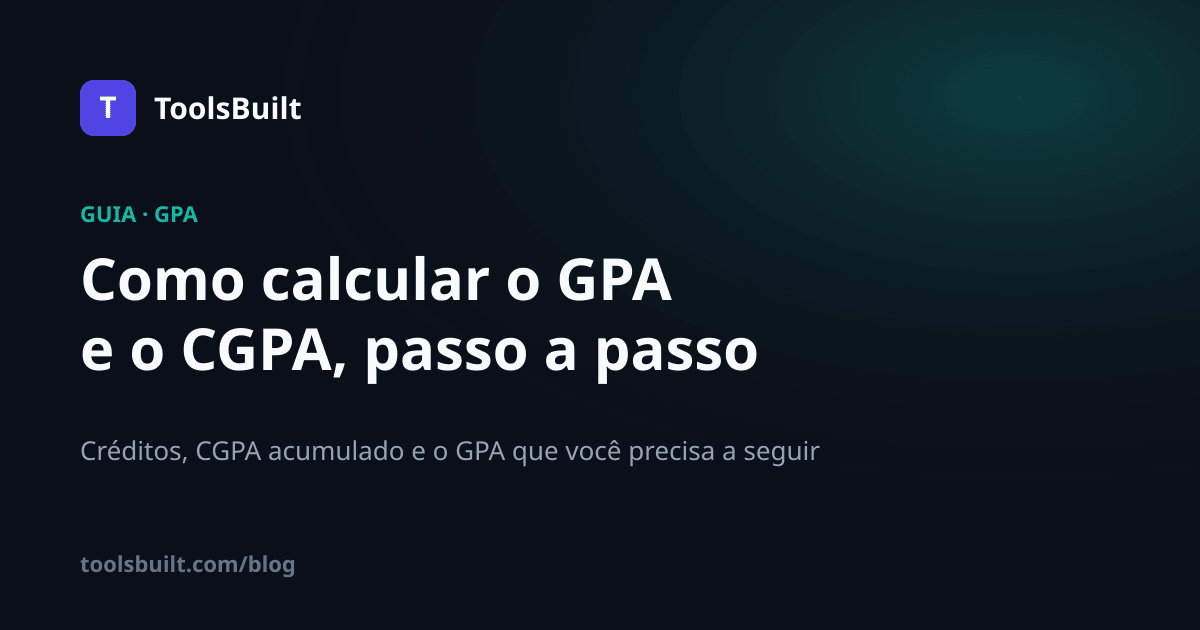 T ToolsBuilt
GUIA · GPA
Como calcular o GPA
e o CGPA, passo a passo
Créditos, CGPA acumulado e o GPA que você precisa a seguir
toolsbuilt.com/blog